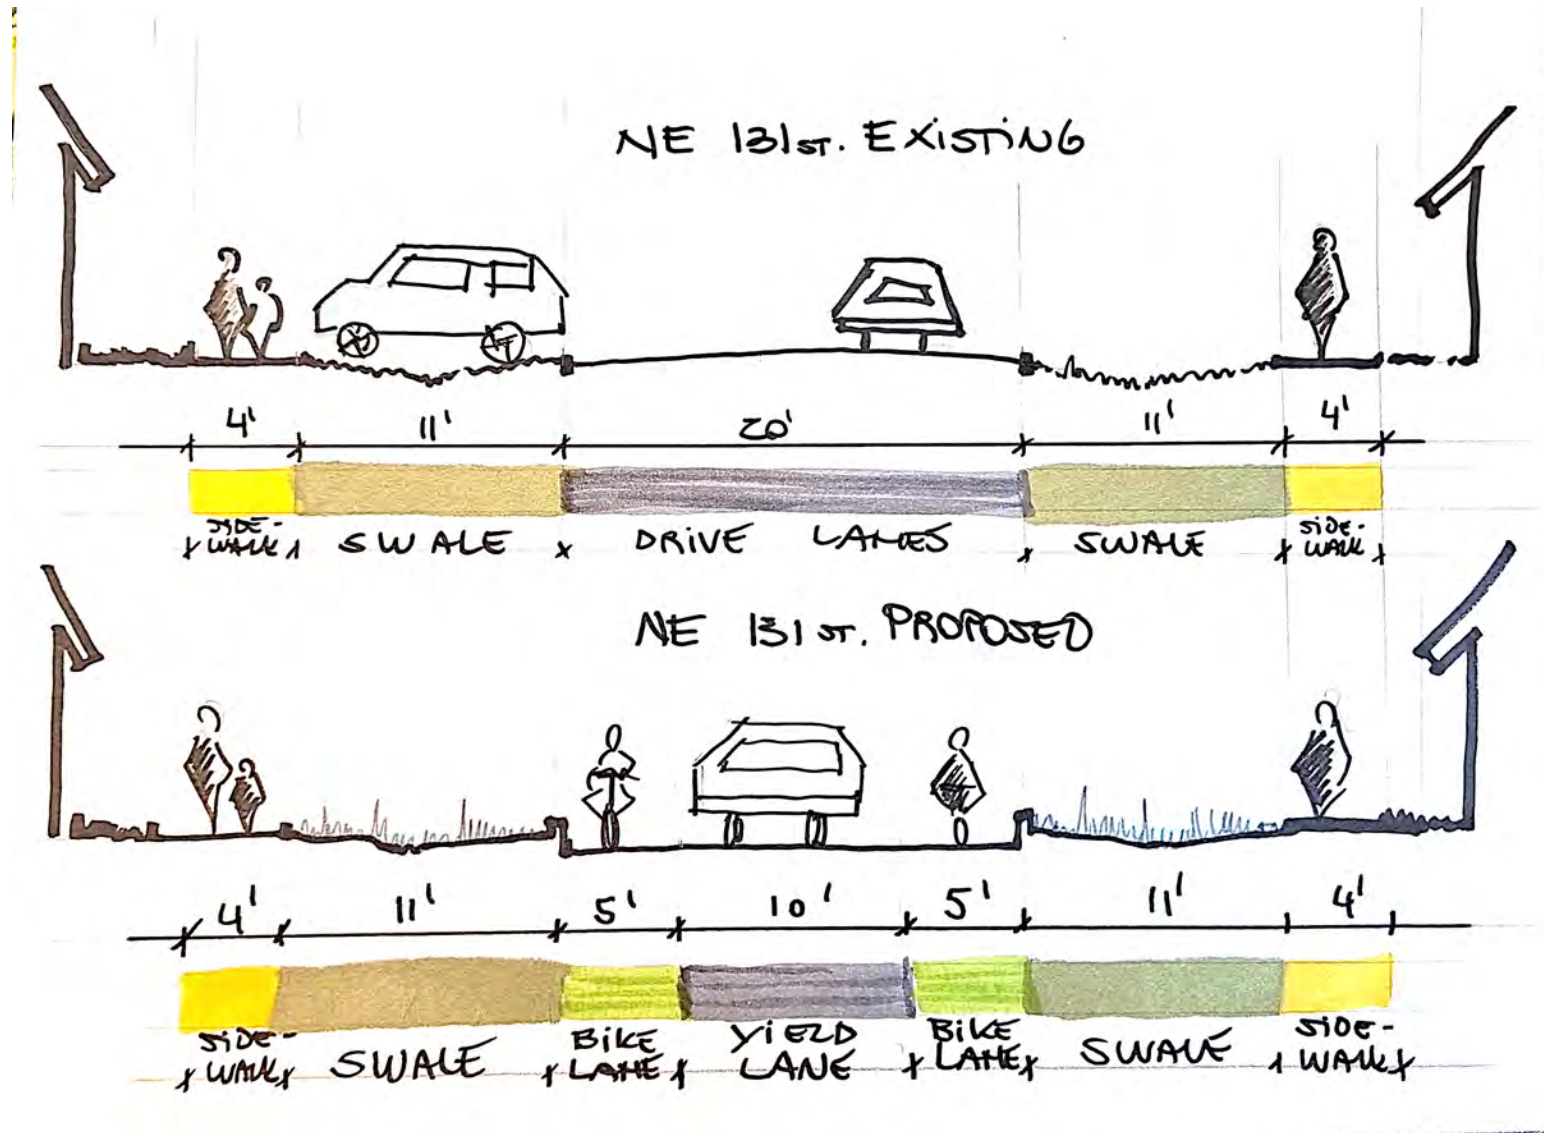 NE 131ST. EXISTING
4' 11' 20' 11' 4'
SIDE-
WALK
SWALE
DRIVE LANES
SWALE
SIDE-
WALK
NE 131ST. PROPOSED
4' 11' 5' 10' 5' 11' 4'
SIDE-
WALK
SWALE
BIKE
LANE
YIELD
LANE
BIKE
LANE
SWALE
SIDE-
WALK